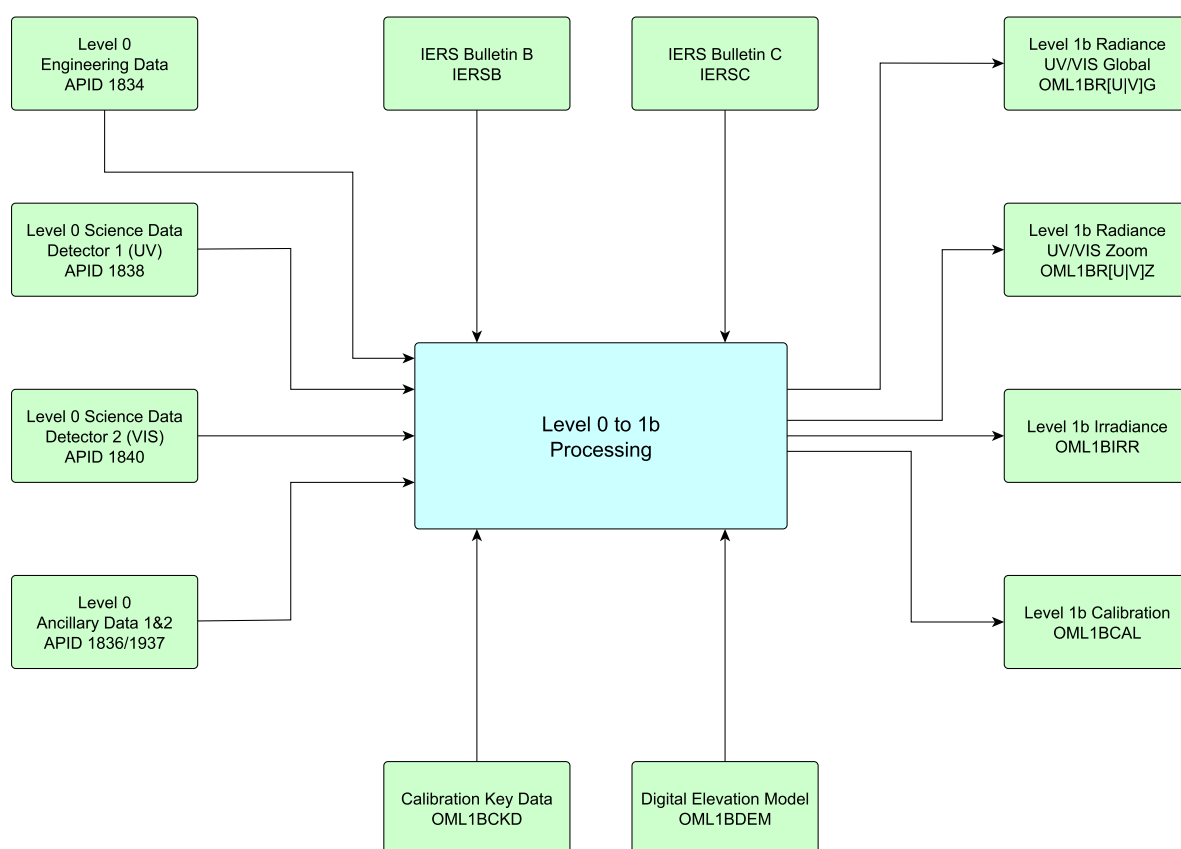 Level 0
Engineering Data
APID 1834
IERS Bulletin B
IERSB
IERS Bulletin C
IERSC
Level 1b Radiance
UV/VIS Global
OML1BR[U|V]G
Level 0 Science Data
Detector 1 (UV)
APID 1838
Level 1b Radiance
UV/VIS Zoom
OML1BR[U|V]Z
Level 0 Science Data
Detector 2 (VIS)
APID 1840
Level 0 to 1b
Processing
Level 1b Irradiance
OML1BIRR
Level 0
Ancillary Data 1&2
APID 1836/1937
Level 1b Calibration
OML1BCAL
Calibration Key Data
OML1BCKD
Digital Elevation Model
OML1BDEM